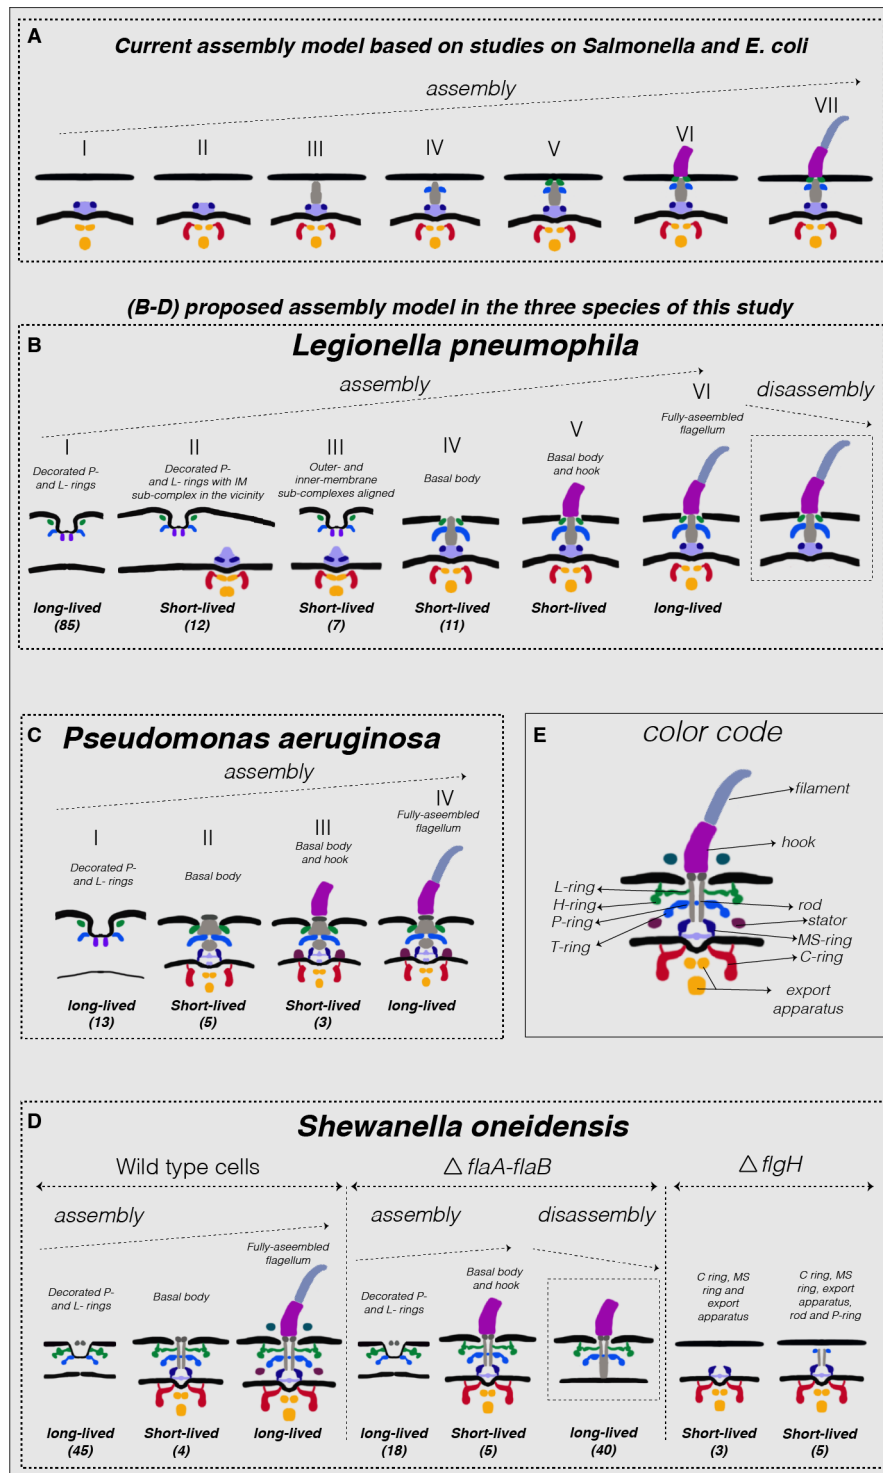 A
Current assembly model based on studies on Salmonella and E. coli
assembly
I
II
III
IV
V
VI
VII
(B-D) proposed assembly model in the three species of this study
B
Legionella pneumophila
assembly
disassembly
I
Decorated P-
and L- rings
long-lived
(85)
II
Decorated P-
and L- rings with IM
sub-complex in the vicinity
Short-lived
(12)
III
Outer- and
inner-membrane
sub-complexes aligned
Short-lived
(7)
IV
Basal body
Short-lived
(11)
V
Basal body
and hook
Short-lived
VI
Fully-aseembled
flagellum
long-lived
C
Pseudomonas aeruginosa
assembly
I
Decorated P-
and L- rings
long-lived
(13)
II
Basal body
Short-lived
(5)
III
Basal body
and hook
Short-lived
(3)
IV
Fully-aseembled
flagellum
long-lived
E
color code
filament
hook
L-ring
H-ring
P-ring
T-ring
rod
stator
MS-ring
C-ring
export
apparatus
D
Shewanella oneidensis
Wild type cells
assembly
Decorated P-
and L- rings
long-lived
(45)
Basal body
Short-lived
(4)
Fully-aseembled
flagellum
long-lived
△ flaA-flaB
assembly
disassembly
Decorated P-
and L- rings
long-lived
(18)
Basal body
and hook
Short-lived
(5)
long-lived
(40)
△ flgH
C ring, MS
ring and
export
apparatus
Short-lived
(3)
C ring, MS
ring, export
apparatus,
rod and P-ring
Short-lived
(5)